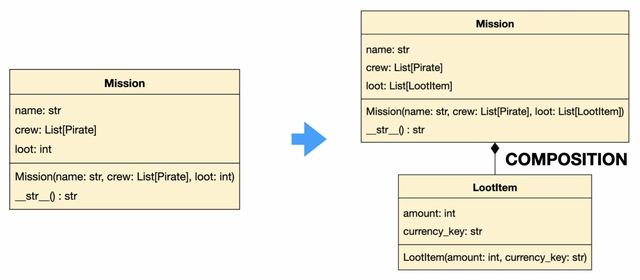 Mission
name: str
crew: List[Pirate]
loot: int
Mission(name: str, crew: List[Pirate], loot: int)
__str__() : str
Mission
name: str
crew: List[Pirate]
loot: List[LootItem]
Mission(name: str, crew: List[Pirate], loot: List[LootItem])
__str__() : str
COMPOSITION
LootItem
amount: int
currency_key: str
LootItem(amount: int, currency_key: str)